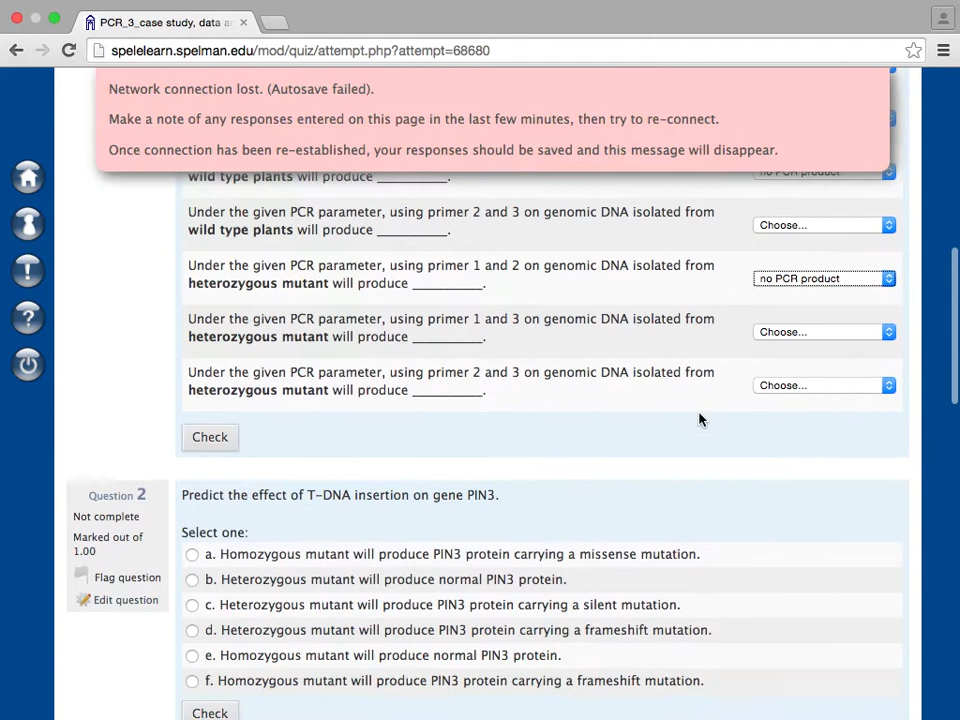 PCR_3_case study, data a
spelelearn.spelman.edu/mod/quiz/attempt.php?attempt=68680
Network connection lost. (Autosave failed).
Make a note of any responses entered on this page in the last few minutes, then try to re-connect.
Once connection has been re-established, your responses should be saved and this message will disappear.
wild type plants will produce __________. no PCR product
Under the given PCR parameter, using primer 2 and 3 on genomic DNA isolated from
wild type plants will produce __________. Choose...
Under the given PCR parameter, using primer 1 and 2 on genomic DNA isolated from
heterozygous mutant will produce __________. no PCR product
Under the given PCR parameter, using primer 1 and 3 on genomic DNA isolated from
heterozygous mutant will produce __________. Choose...
Under the given PCR parameter, using primer 2 and 3 on genomic DNA isolated from
heterozygous mutant will produce __________. Choose...
Check
Question 2
Not complete
Marked out of
1.00
Flag question
Edit question
Predict the effect of T-DNA insertion on gene PIN3.
Select one:
a. Homozygous mutant will produce PIN3 protein carrying a missense mutation.
b. Heterozygous mutant will produce normal PIN3 protein.
c. Heterozygous mutant will produce PIN3 protein carrying a silent mutation.
d. Heterozygous mutant will produce PIN3 protein carrying a frameshift mutation.
e. Homozygous mutant will produce normal PIN3 protein.
f. Homozygous mutant will produce PIN3 protein carrying a frameshift mutation.
Check